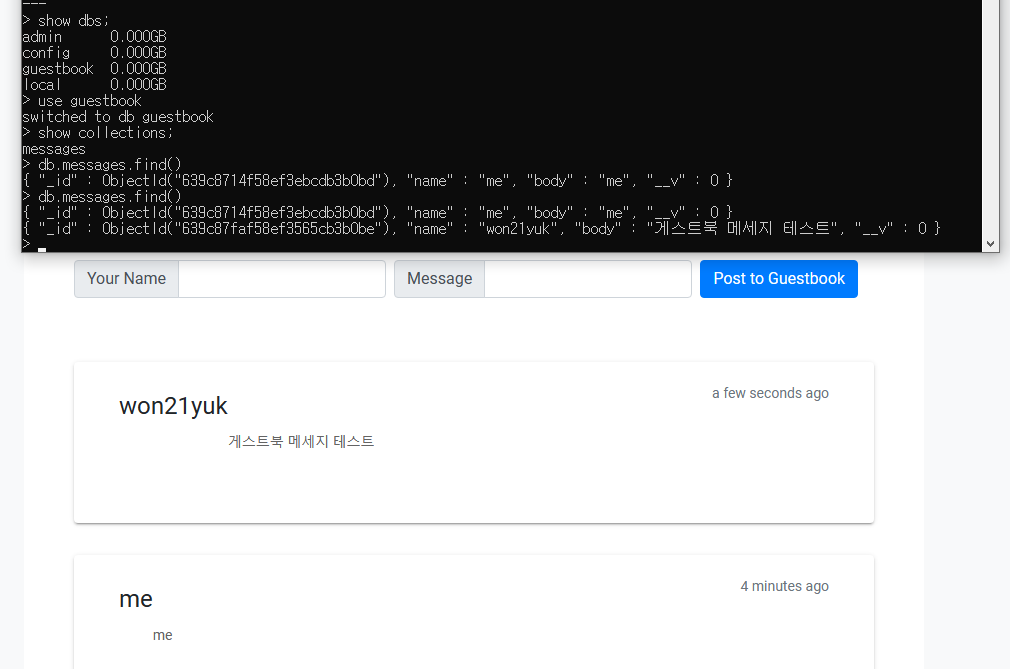 ---
> show dbs;
admin      0.000GB
config     0.000GB
guestbook  0.000GB
local      0.000GB
> use guestbook
switched to db guestbook
> show collections;
messages
> db.messages.find()
{ "_id" : ObjectId("639c8714f58ef3ebcdb3b0bd"), "name" : "me", "body" : "me", "__v" : 0 }
> db.messages.find()
{ "_id" : ObjectId("639c8714f58ef3ebcdb3b0bd"), "name" : "me", "body" : "me", "__v" : 0 }
{ "_id" : ObjectId("639c87faf58ef3565cb3b0be"), "name" : "won21yuk", "body" : "게스트북 메세지 테스트", "__v" : 0 }
>
Your Name Message Post to Guestbook
won21yuk a few seconds ago
게스트북 메세지 테스트
me 4 minutes ago
me